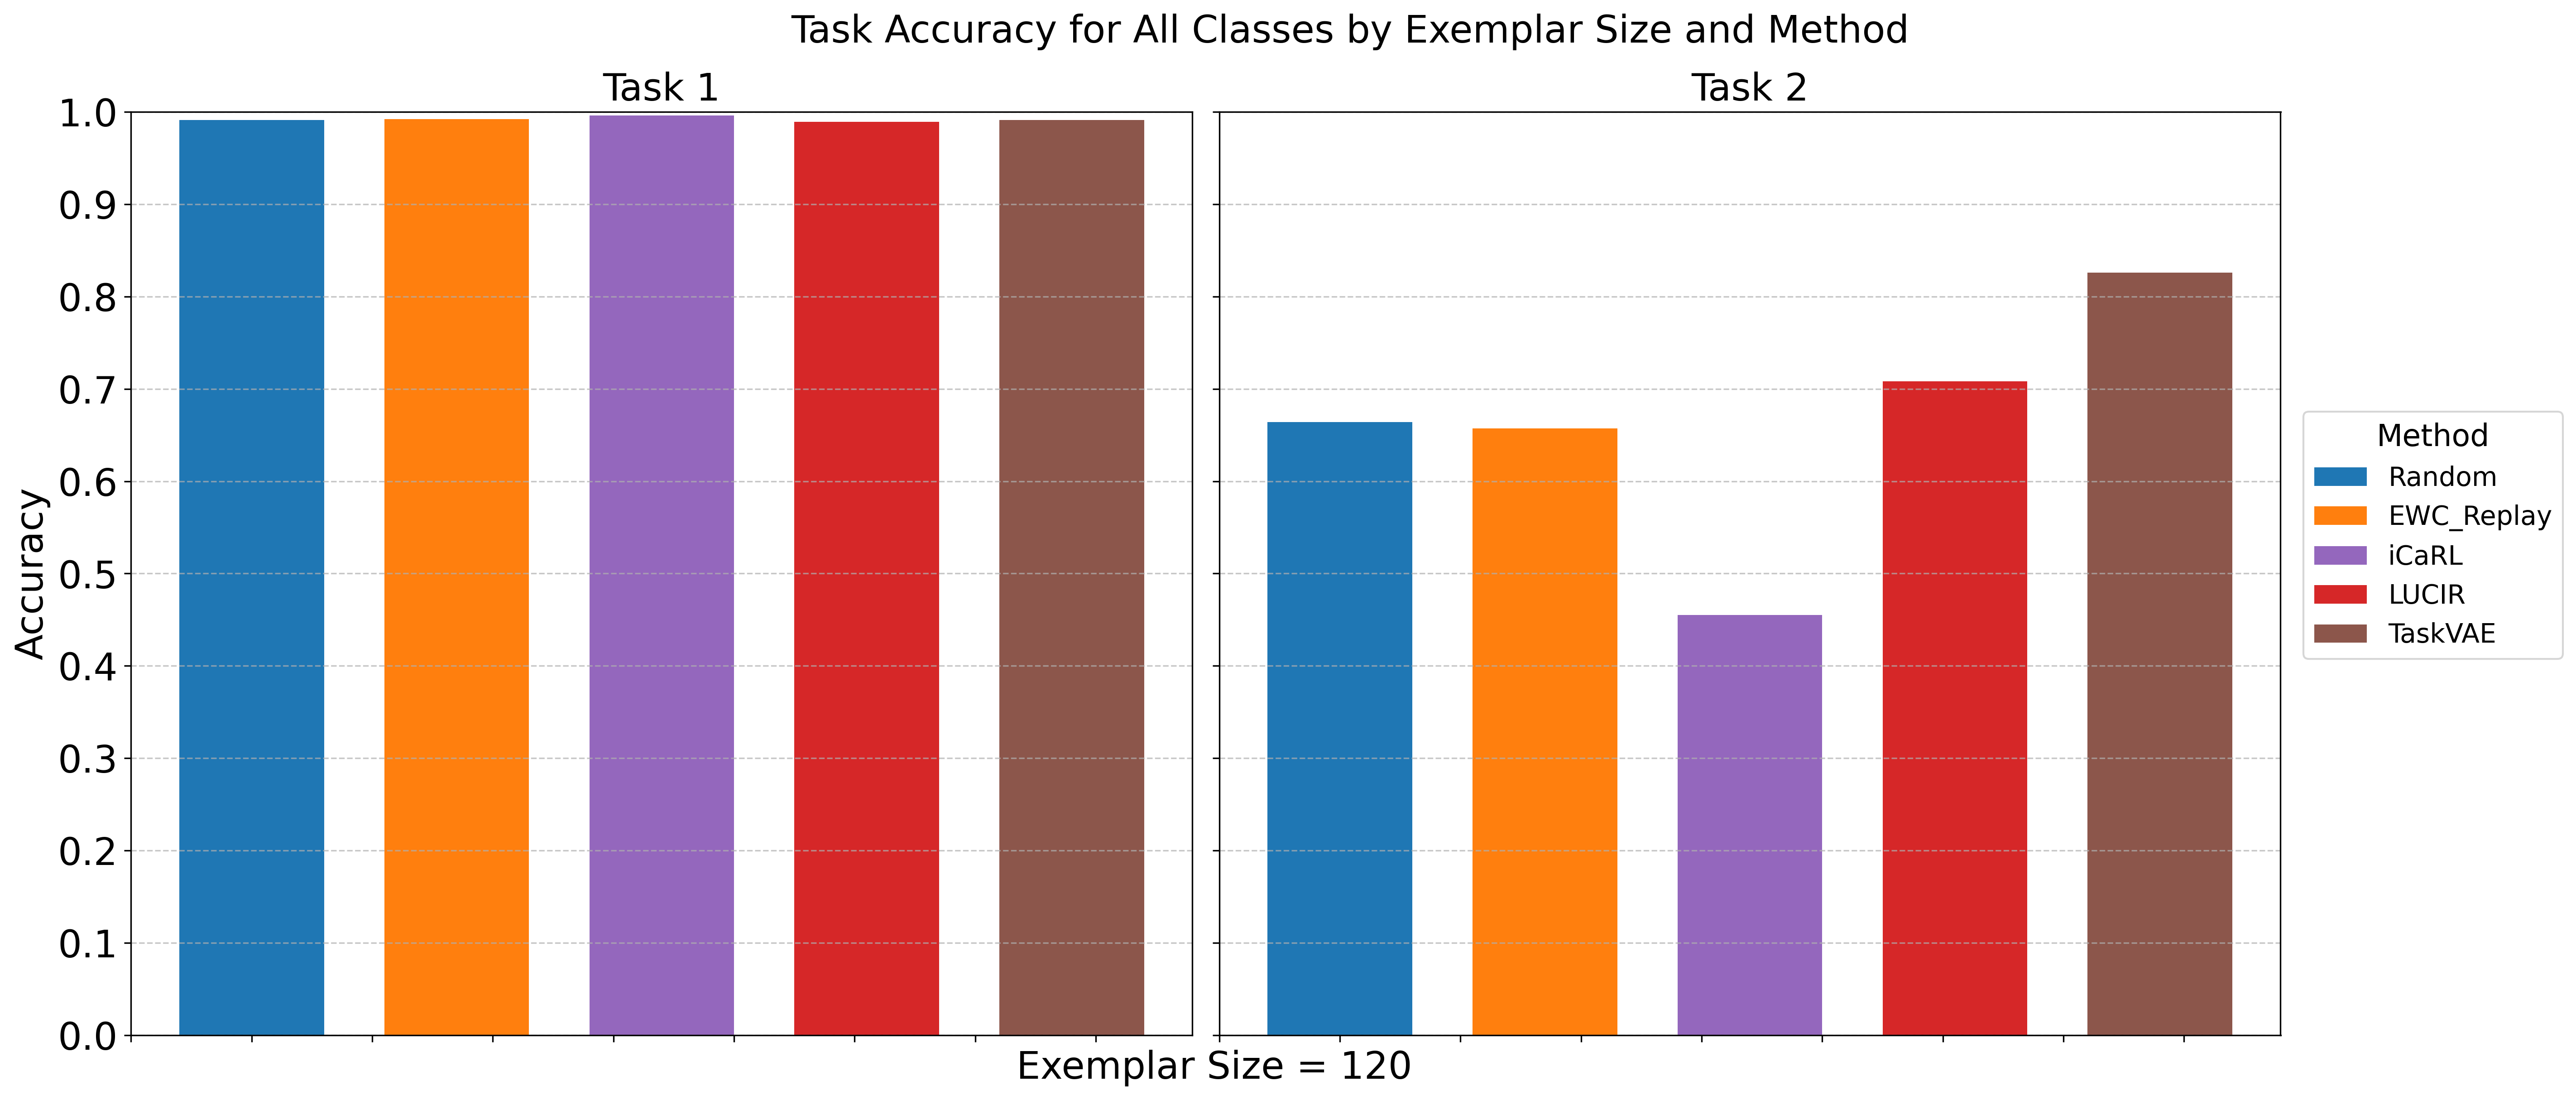 Task Accuracy for All Classes by Exemplar Size and Method
Task 1
Task 2
1.0
0.9
0.8
0.7
0.6
0.5
0.4
0.3
0.2
0.1
0.0
Accuracy
Exemplar Size = 120
Method
Random
EWC_Replay
iCaRL
LUCIR
TaskVAE